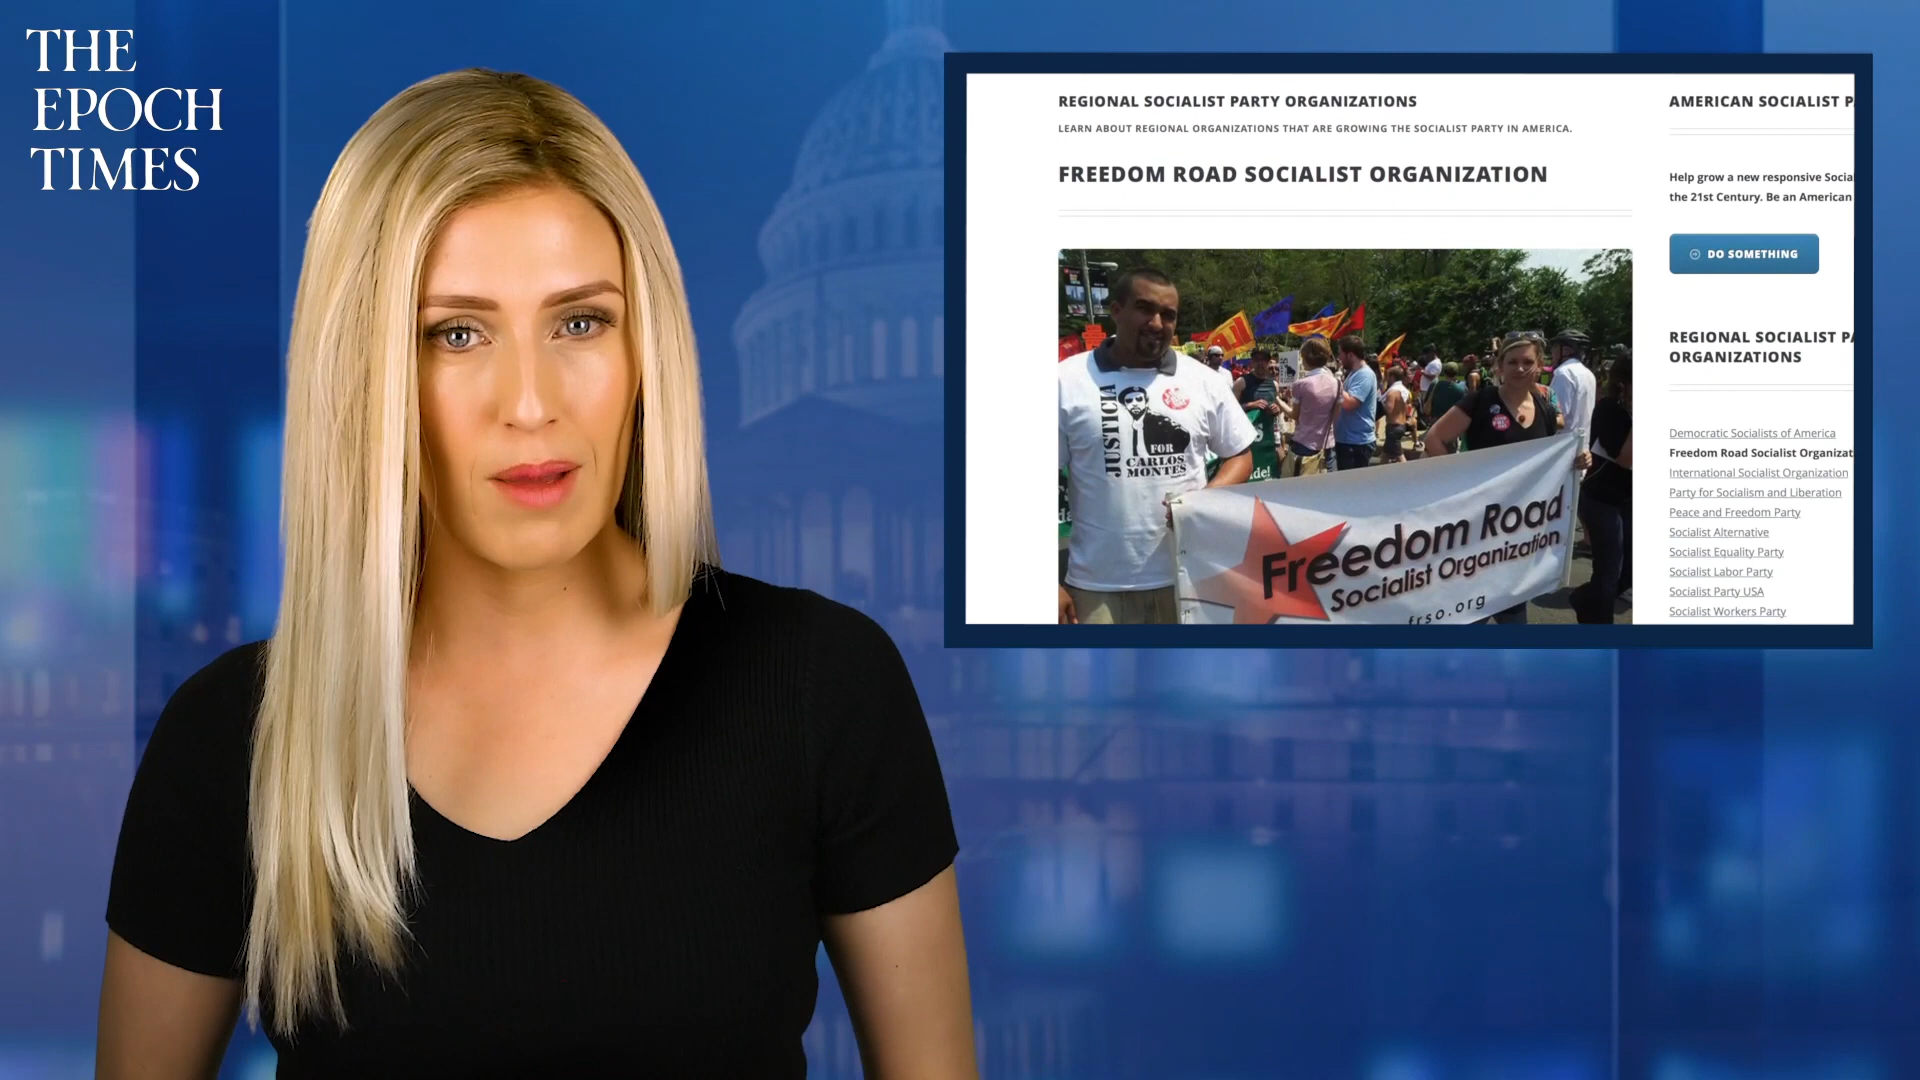 THE
EPOCH
TIMES
REGIONAL SOCIALIST PARTY ORGANIZATIONS
LEARN ABOUT REGIONAL ORGANIZATIONS THAT ARE GROWING THE SOCIALIST PARTY IN AMERICA.
FREEDOM ROAD SOCIALIST ORGANIZATION
JUSTICIA
FOR
CARLOS
MONTES
Freedom Road
Socialist Organization
frso.org
AMERICAN SOCIALIST P
Help grow a new responsive Socia
the 21st Century. Be an American
DO SOMETHING
REGIONAL SOCIALIST PA
ORGANIZATIONS
Democratic Socialists of America
Freedom Road Socialist Organizat
International Socialist Organization
Party for Socialism and Liberation
Peace and Freedom Party
Socialist Alternative
Socialist Equality Party
Socialist Labor Party
Socialist Party USA
Socialist Workers Party